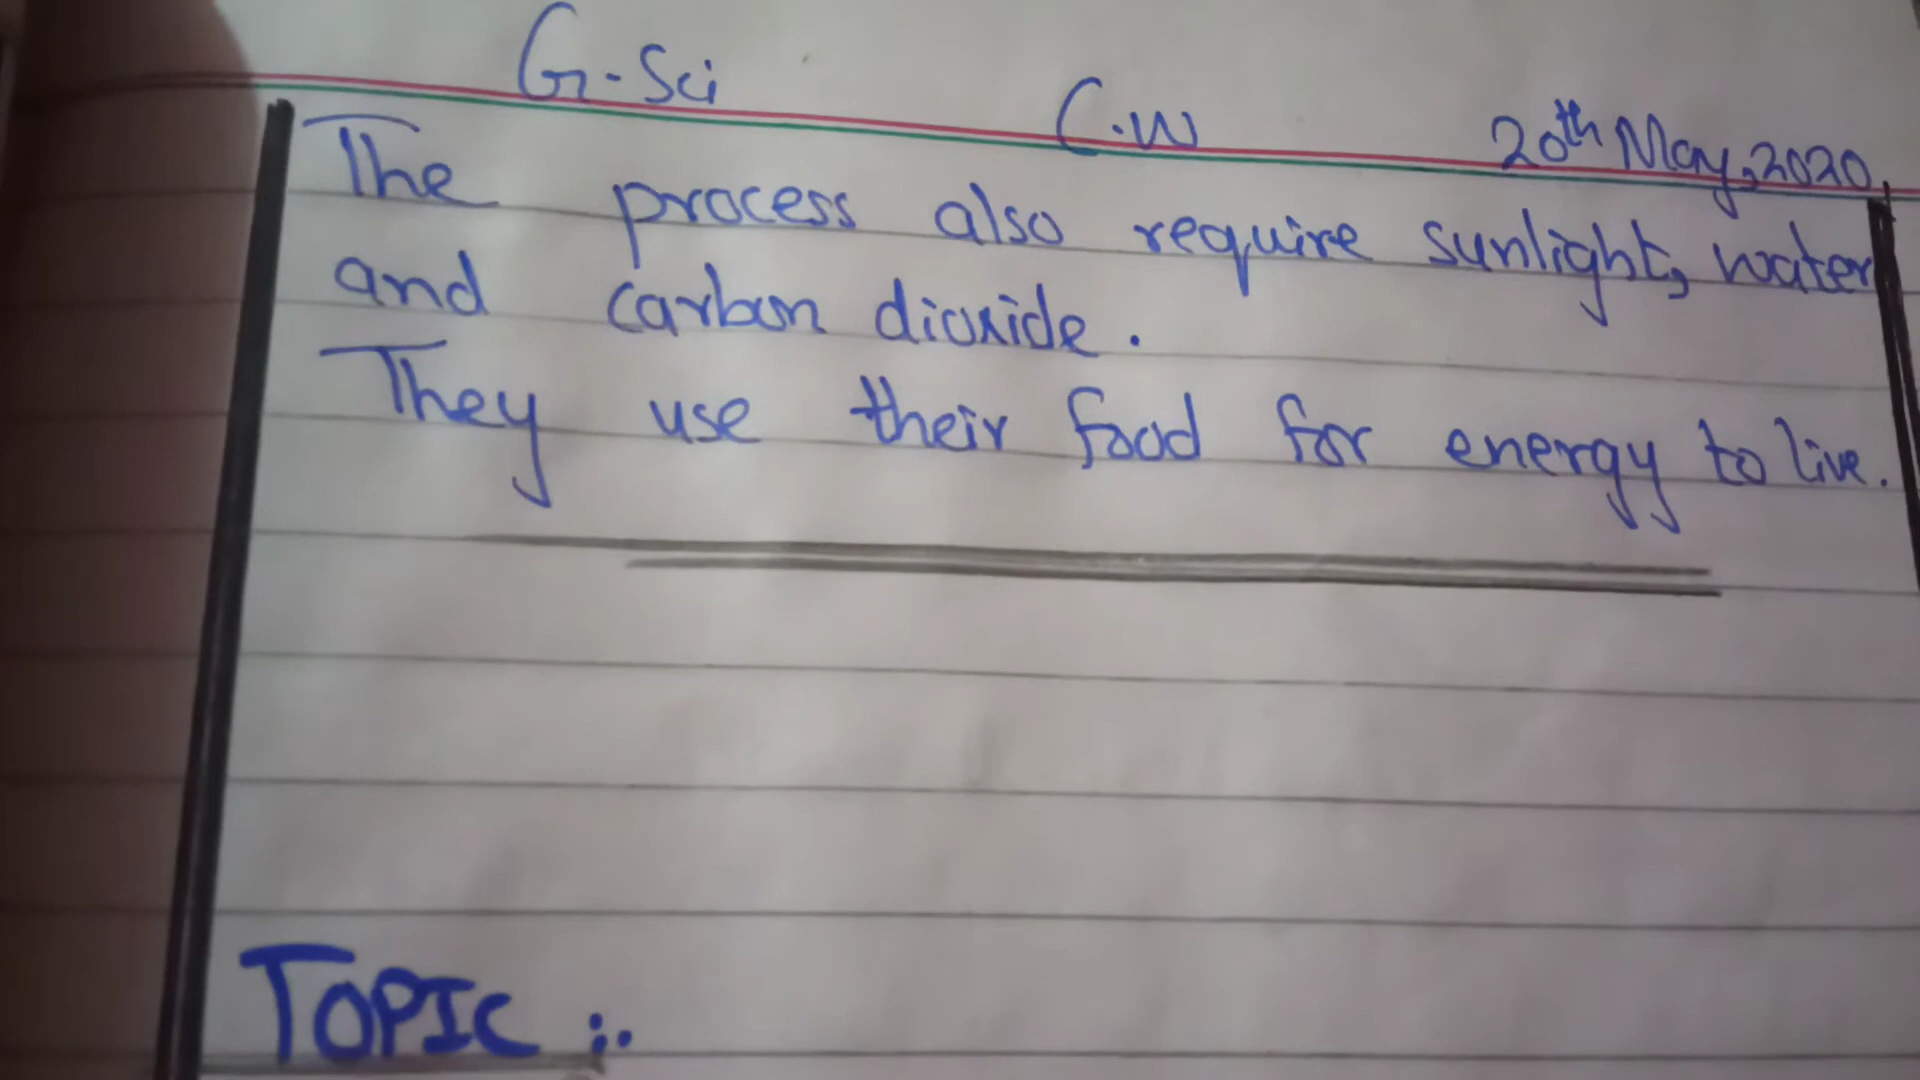 G-Sci C.W 20th May, 2020
The process also require sunlight, water
and carbon dioxide.
They use their food for energy to live.
TOPIC :.